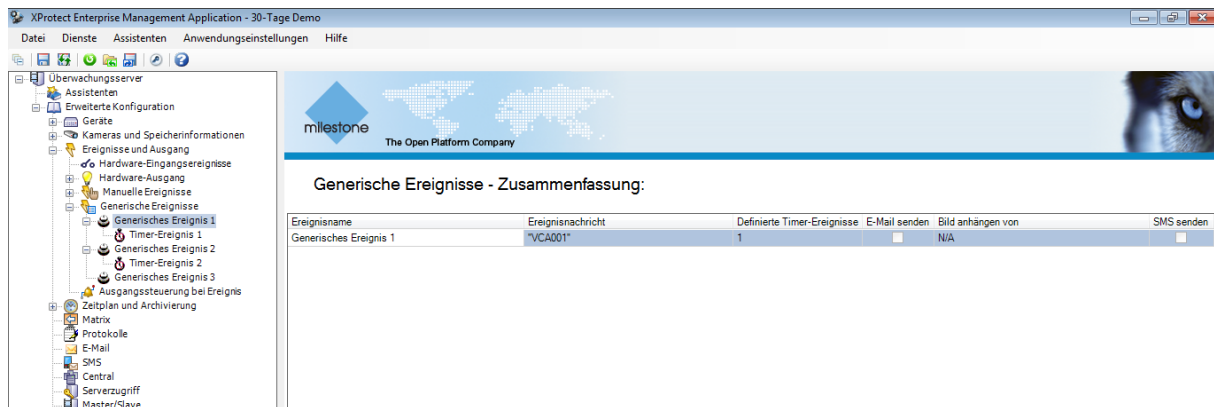 XProtect Enterprise Management Application - 30-Tage Demo
Datei Dienste Assistenten Anwendungseinstellungen Hilfe
Überwachungsserver
Assistenten
Erweiterte Konfiguration
Geräte
Kameras und Speicherinformationen
Ereignisse und Ausgang
Hardware-Eingangsereignisse
Hardware-Ausgang
Manuelle Ereignisse
Generische Ereignisse
Generisches Ereignis 1
Timer-Ereignis 1
Generisches Ereignis 2
Timer-Ereignis 2
Generisches Ereignis 3
Ausgangssteuerung bei Ereignis
Zeitplan und Archivierung
Matrix
Protokolle
E-Mail
SMS
Central
Serverzugriff
Master/Slave
milestone
The Open Platform Company
Generische Ereignisse - Zusammenfassung:
Ereignisname Ereignisnachricht Definierte Timer-Ereignisse E-Mail senden Bild anhängen von SMS senden
Generisches Ereignis 1 "VCA001" 1 N/A